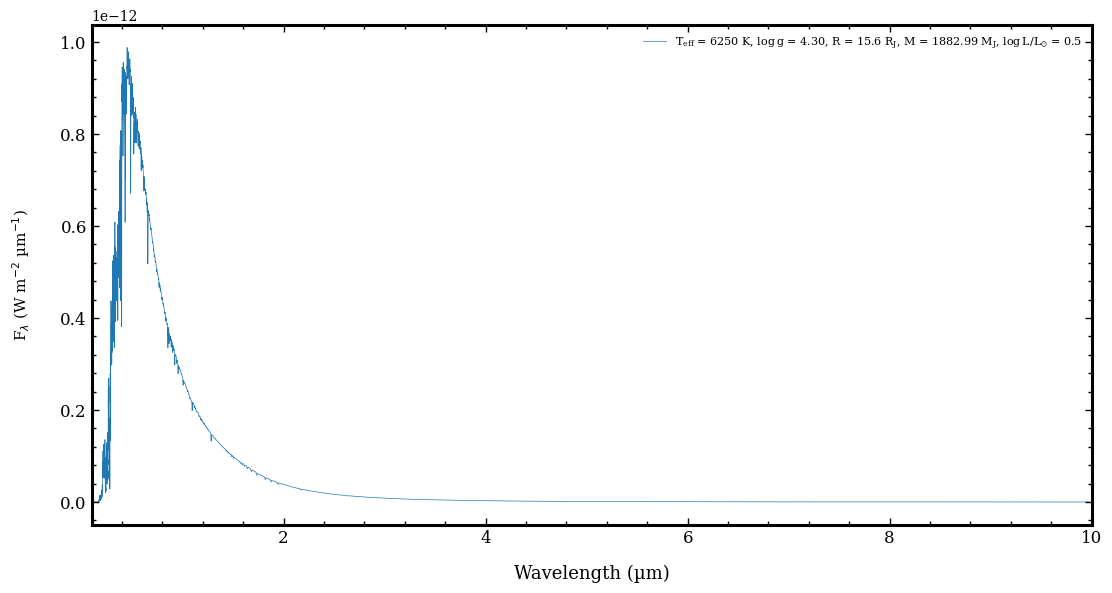 1e−12
T_eff = 6250 K, log g = 4.30, R = 15.6 R_J, M = 1882.99 M_J, log L/L_⊙ = 0.5
1.0
0.8
0.6
0.4
0.2
0.0
F_λ (W m⁻² µm⁻¹)
2 4 6 8 10
Wavelength (µm)